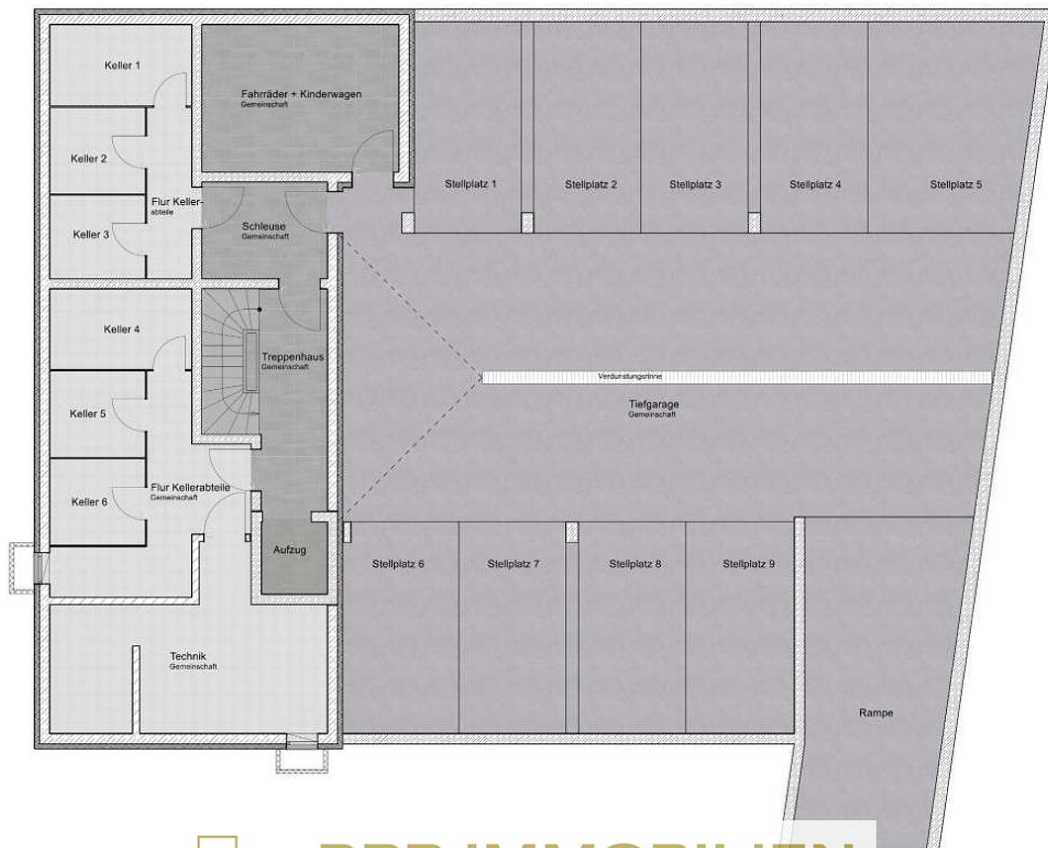 Keller 1
Fahrräder + Kinderwagen
Gemeinschaft
Keller 2
Stellplatz 1
Stellplatz 2
Stellplatz 3
Stellplatz 4
Stellplatz 5
Flur Keller-
abteile
Keller 3
Schleuse
Gemeinschaft
Keller 4
Treppenhaus
Gemeinschaft
Verdunstungsrinne
Tiefgarage
Gemeinschaft
Keller 5
Flur Kellerabteile
Gemeinschaft
Keller 6
Aufzug
Stellplatz 6
Stellplatz 7
Stellplatz 8
Stellplatz 9
Technik
Gemeinschaft
Rampe
IMMOBILIEN